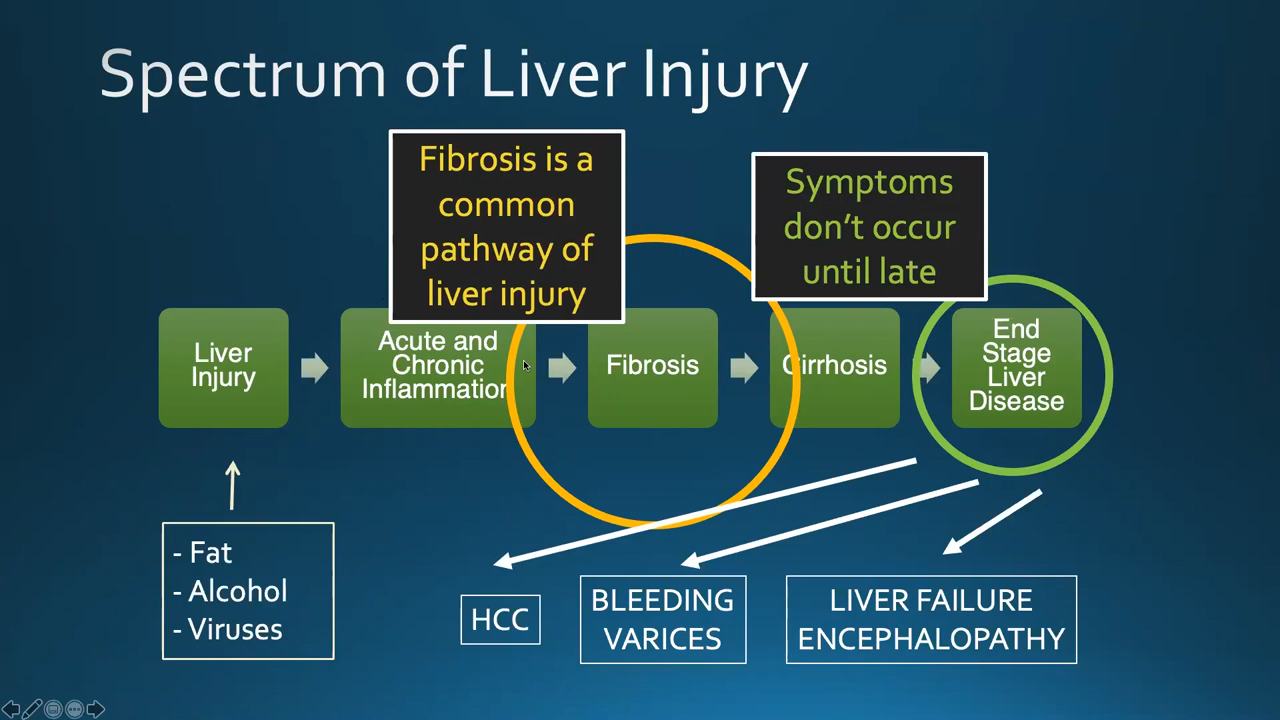 Spectrum of Liver Injury
Fibrosis is a
common
pathway of
liver injury
Symptoms
don’t occur
until late
Liver
Injury
Acute and
Chronic
Inflammation
Fibrosis
Cirrhosis
End
Stage
Liver
Disease
- Fat
- Alcohol
- Viruses
HCC
BLEEDING
VARICES
LIVER FAILURE
ENCEPHALOPATHY